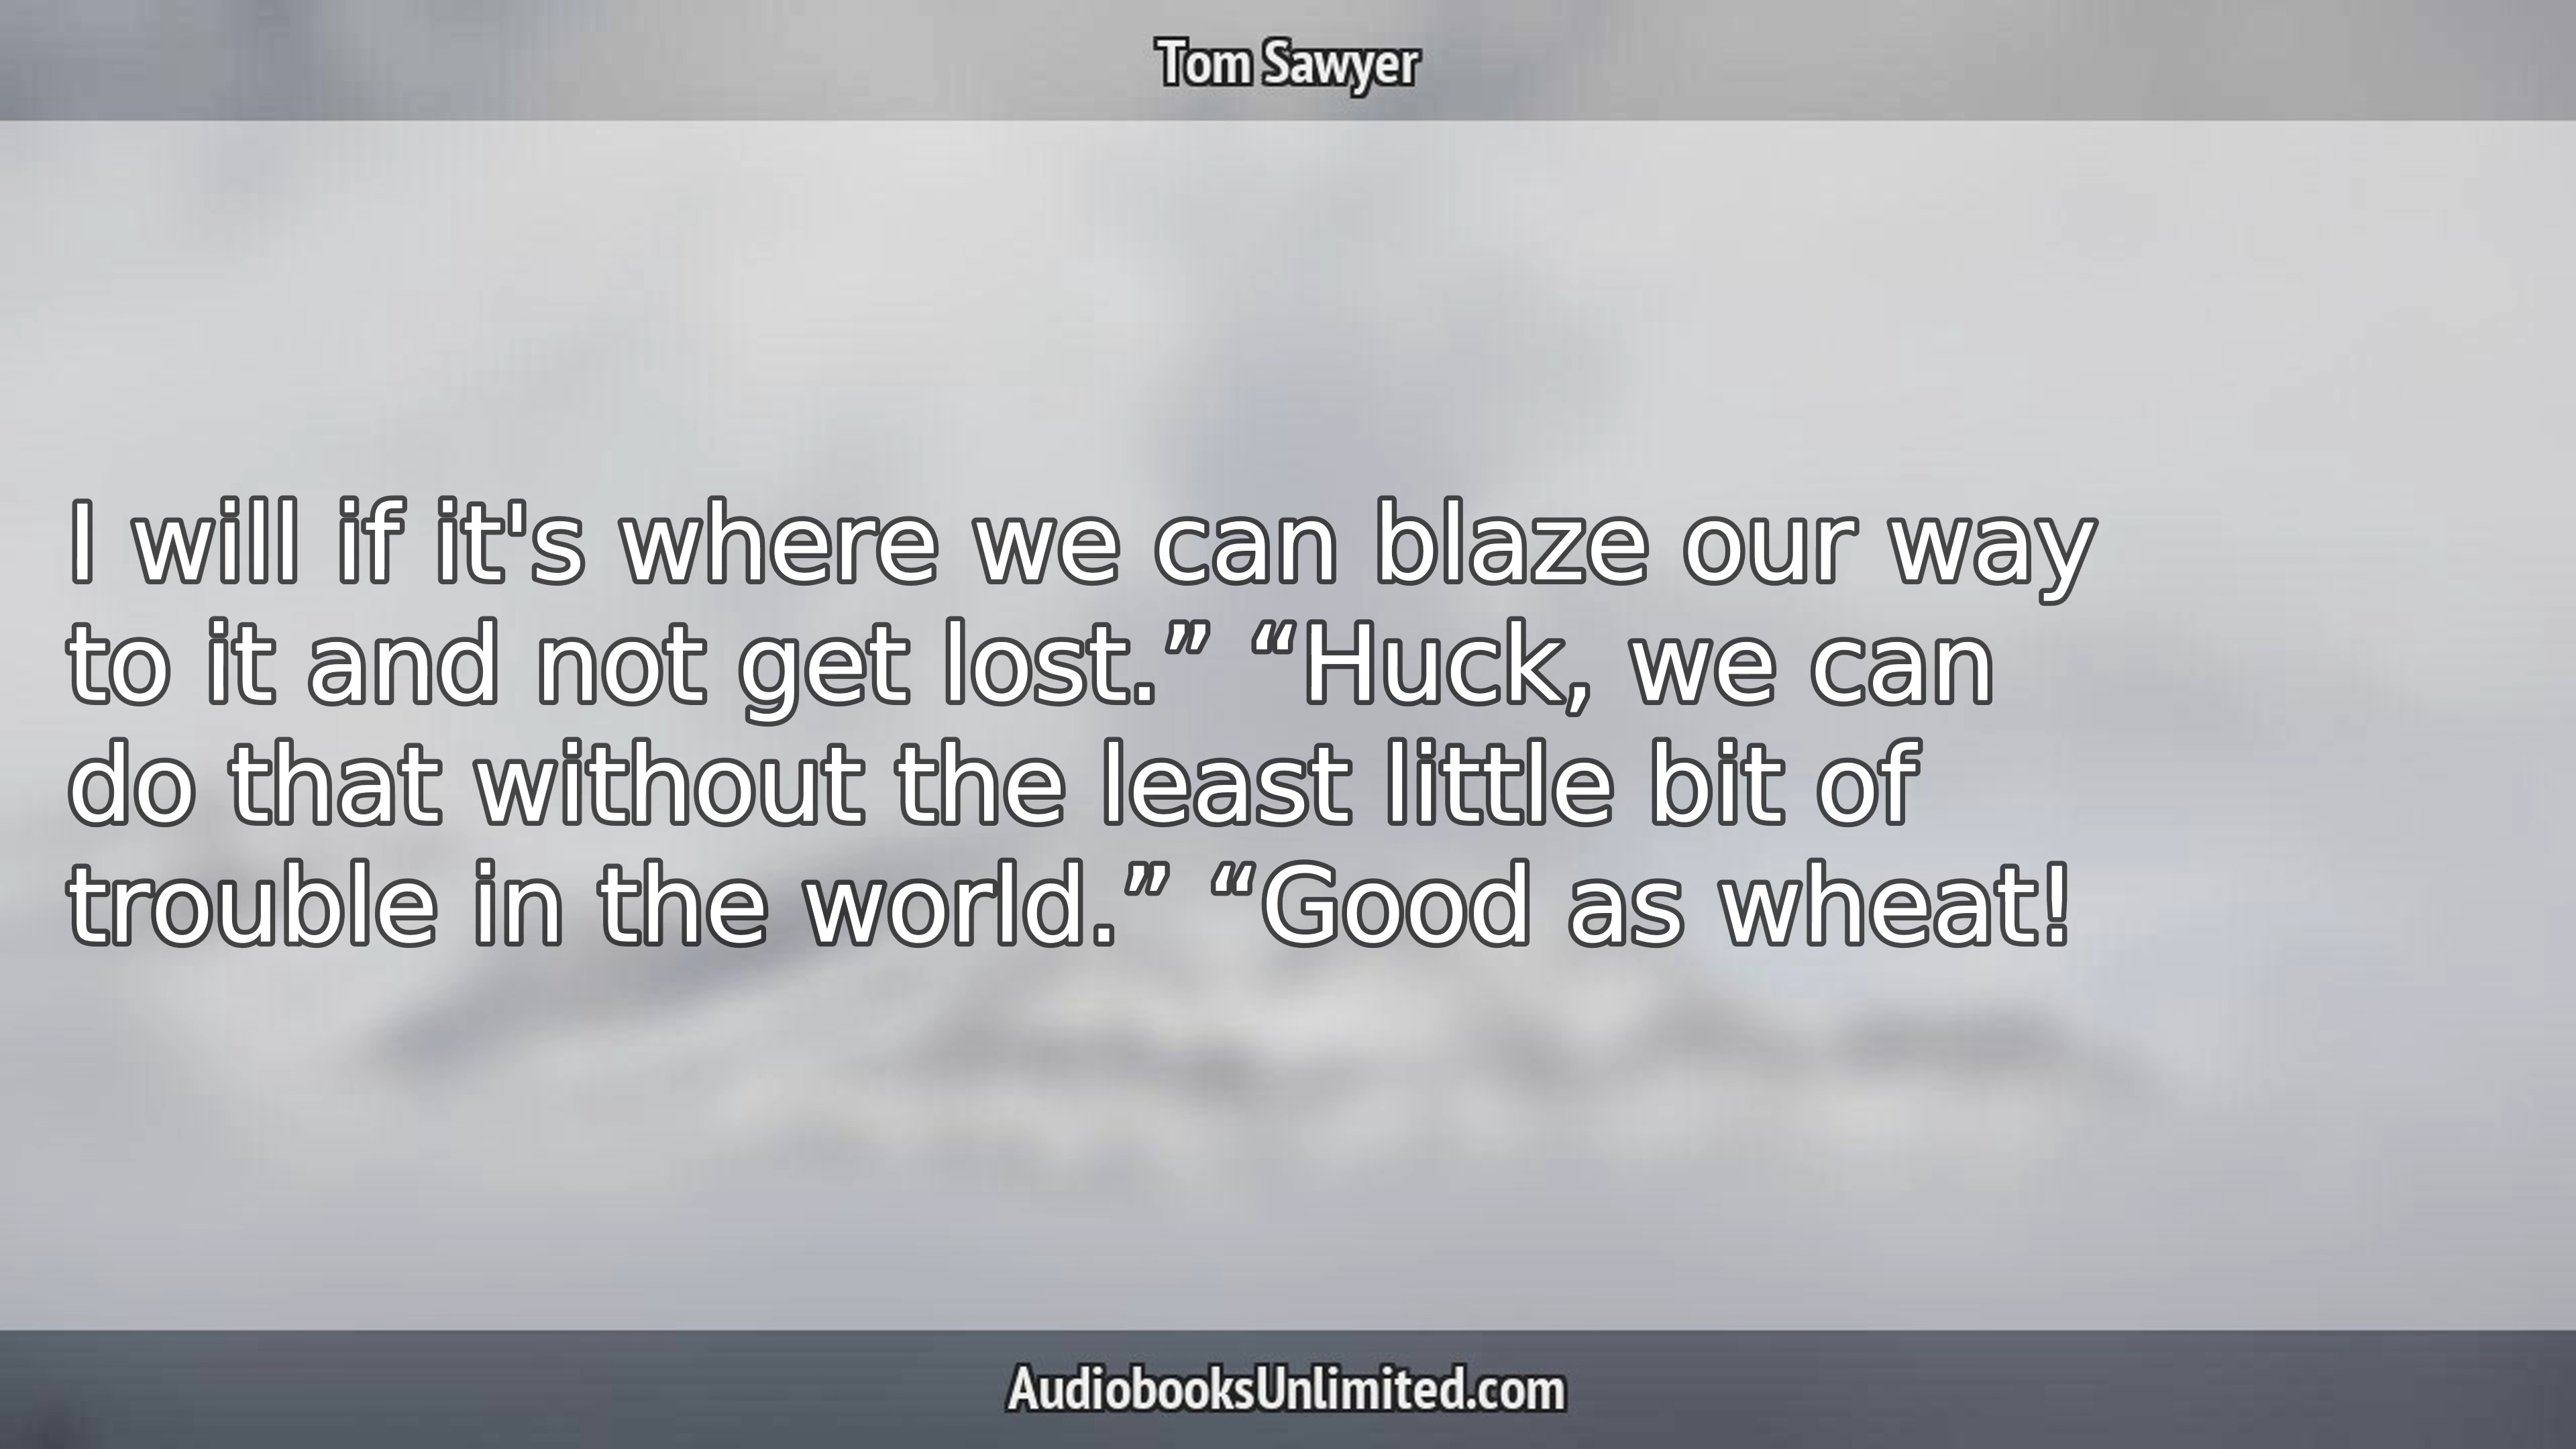 Tom Sawyer
I will if it's where we can blaze our way
to it and not get lost.” “Huck, we can
do that without the least little bit of
trouble in the world.” “Good as wheat!
AudiobooksUnlimited.com